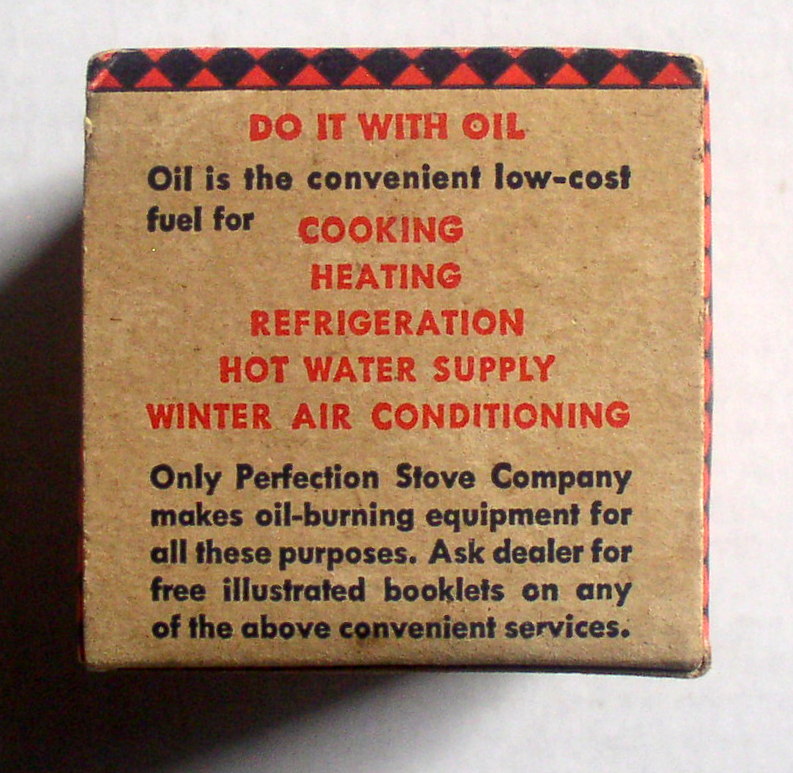 DO IT WITH OIL
Oil is the convenient low-cost
fuel for COOKING
HEATING
REFRIGERATION
HOT WATER SUPPLY
WINTER AIR CONDITIONING
Only Perfection Stove Company
makes oil-burning equipment for
all these purposes. Ask dealer for
free illustrated booklets on any
of the above convenient services.